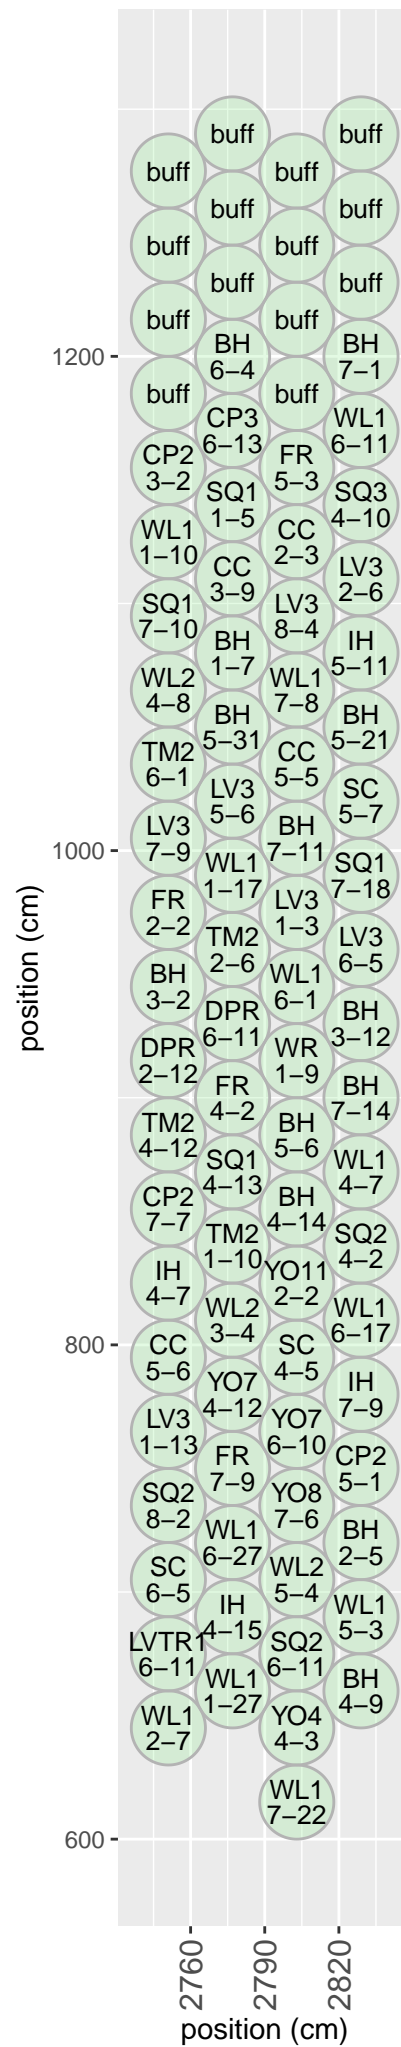 buff
buff
buff
buff
buff
buff
buff
buff
buff
buff
buff
buff
buff
buff
1200
BH
6–4
BH
7–1
CP3
6–13
WL1
6–11
CP2
3–2
FR
5–3
SQ1
1–5
SQ3
4–10
WL1
1–10
CC
2–3
CC
3–9
LV3
2–6
SQ1
7–10
LV3
8–4
BH
1–7
IH
5–11
WL2
4–8
WL1
7–8
BH
5–31
BH
5–21
TM2
6–1
CC
5–5
LV3
5–6
SC
5–7
LV3
7–9
BH
7–11
1000
WL1
1–17
SQ1
7–18
FR
2–2
LV3
1–3
TM2
2–6
LV3
6–5
BH
3–2
WL1
6–1
DPR
6–11
BH
3–12
DPR
2–12
WR
1–9
FR
4–2
BH
7–14
TM2
4–12
BH
5–6
SQ1
4–13
WL1
4–7
CP2
7–7
BH
4–14
TM2
1–10
SQ2
4–2
IH
4–7
YO11
2–2
WL2
3–4
WL1
6–17
800
CC
5–6
SC
4–5
YO7
4–12
IH
7–9
LV3
1–13
YO7
6–10
FR
7–9
CP2
5–1
SQ2
8–2
YO8
7–6
WL1
6–27
BH
2–5
SC
6–5
WL2
5–4
IH
4–15
WL1
5–3
LVTR1
6–11
SQ2
6–11
WL1
1–27
BH
4–9
WL1
2–7
YO4
4–3
WL1
7–22
600
position (cm)
2760
2790
2820
position (cm)